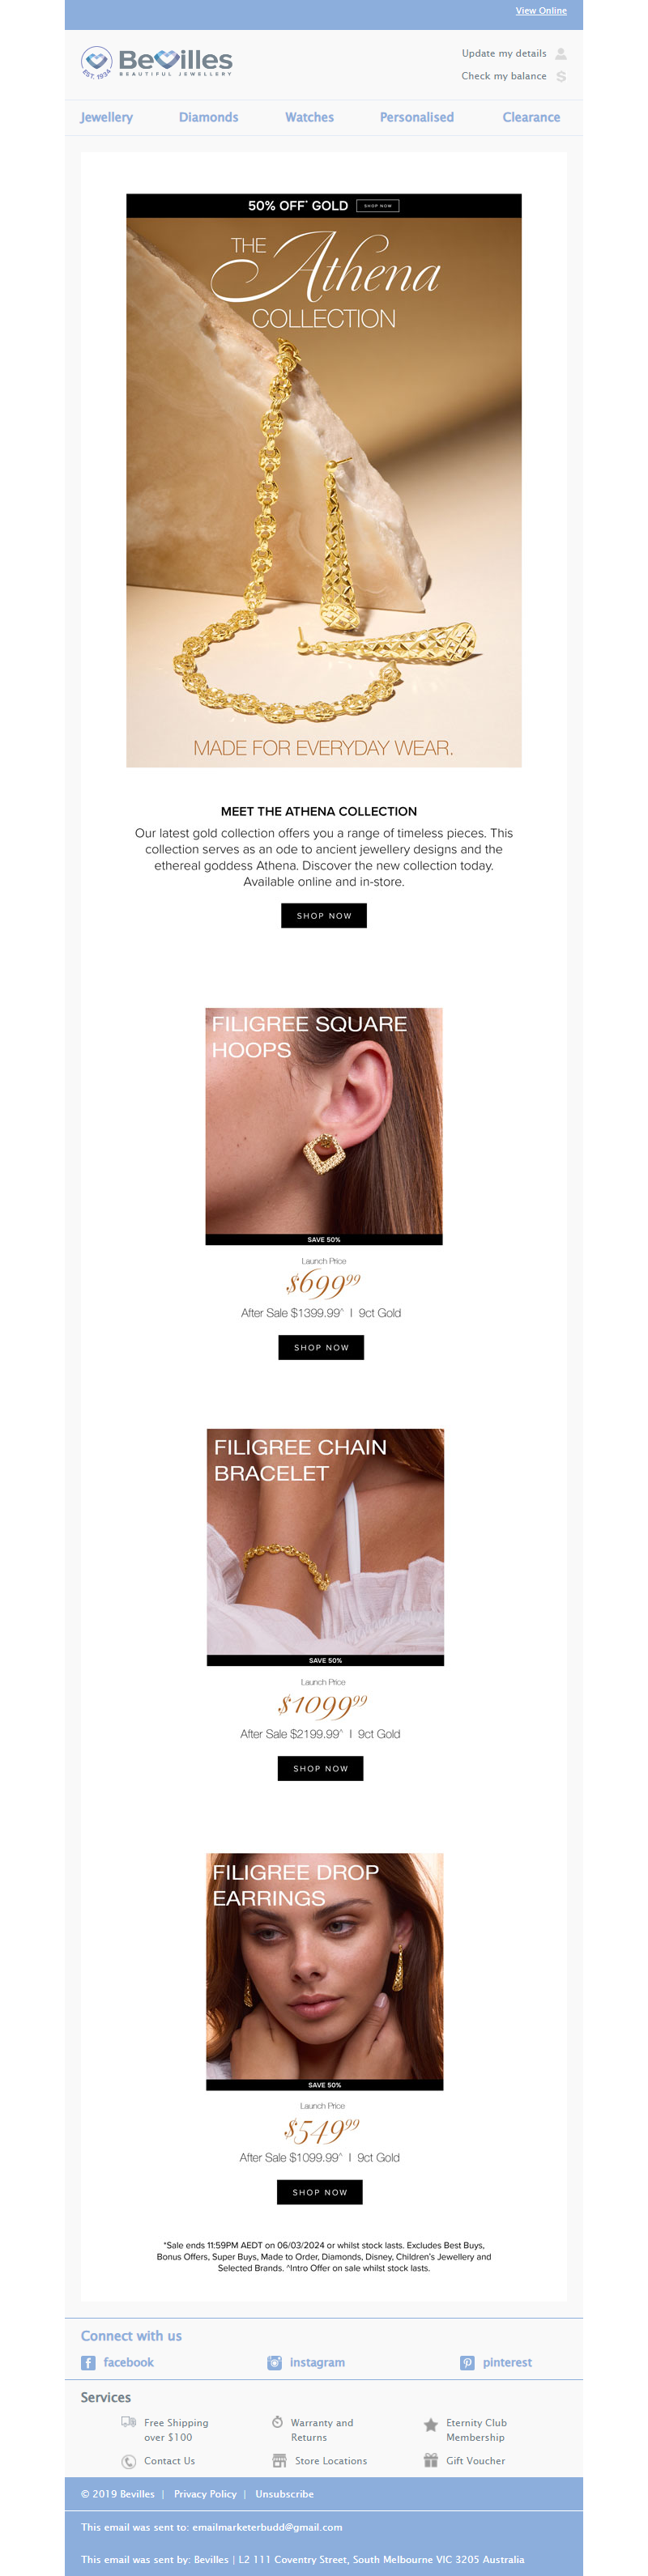 View Online
BeVilles
BEAUTIFUL JEWELLERY
EST. 1934
Update my details
Check my balance $
Jewellery Diamonds Watches Personalised Clearance
50% OFF* GOLD SHOP NOW
THE
Athena
COLLECTION
MADE FOR EVERYDAY WEAR.
MEET THE ATHENA COLLECTION
Our latest gold collection offers you a range of timeless pieces. This
collection serves as an ode to ancient jewellery designs and the
ethereal goddess Athena. Discover the new collection today.
Available online and in-store.
SHOP NOW
FILIGREE SQUARE
HOOPS
SAVE 50%
Launch Price
$699⁹⁹
After Sale $1399.99^ | 9ct Gold
SHOP NOW
FILIGREE CHAIN
BRACELET
SAVE 50%
Launch Price
$1099⁹⁹
After Sale $2199.99^ | 9ct Gold
SHOP NOW
FILIGREE DROP
EARRINGS
SAVE 50%
Launch Price
$549⁹⁹
After Sale $1099.99^ | 9ct Gold
SHOP NOW
*Sale ends 11:59PM AEDT on 06/03/2024 or whilst stock lasts. Excludes Best Buys,
Bonus Offers, Super Buys, Made to Order, Diamonds, Disney, Children's Jewellery and
Selected Brands. ^Intro Offer on sale whilst stock lasts.
Connect with us
facebook instagram pinterest
Services
Free Shipping
over $100
Warranty and
Returns
Eternity Club
Membership
Contact Us Store Locations Gift Voucher
© 2019 Bevilles | Privacy Policy | Unsubscribe
This email was sent to: emailmarketerbudd@gmail.com
This email was sent by: Bevilles | L2 111 Coventry Street, South Melbourne VIC 3205 Australia